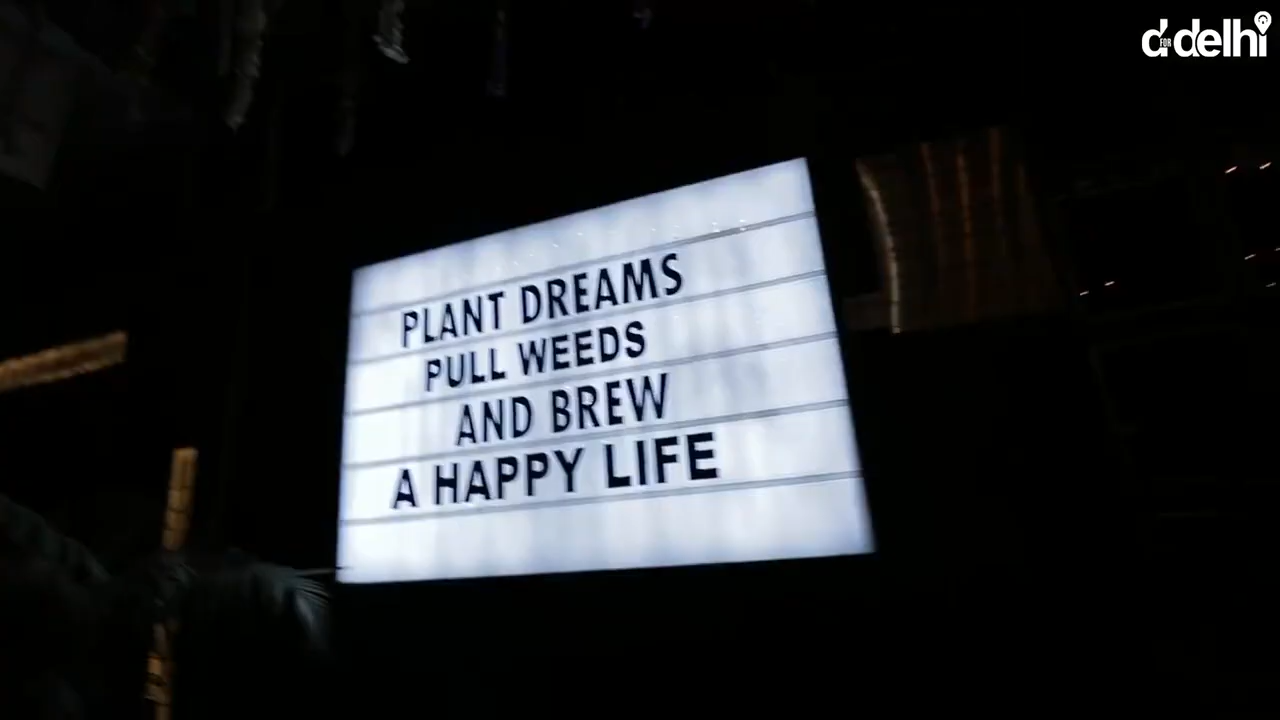 d FOR delhi
PLANT DREAMS
PULL WEEDS
AND BREW
A HAPPY LIFE